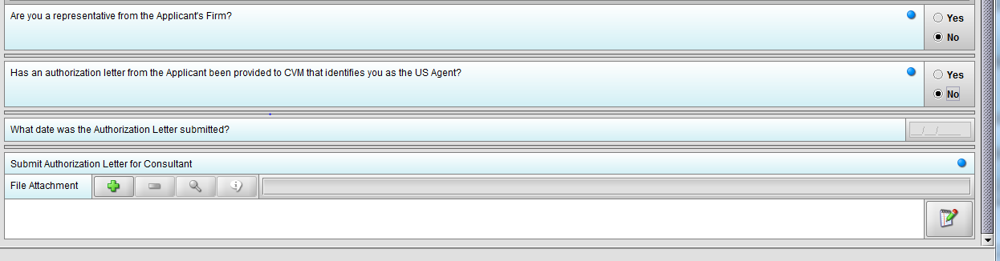 Are you a representative from the Applicant's Firm?
Yes
No
Has an authorization letter from the Applicant been provided to CVM that identifies you as the US Agent?
Yes
No
What date was the Authorization Letter submitted?
__/__/____
Submit Authorization Letter for Consultant
File Attachment